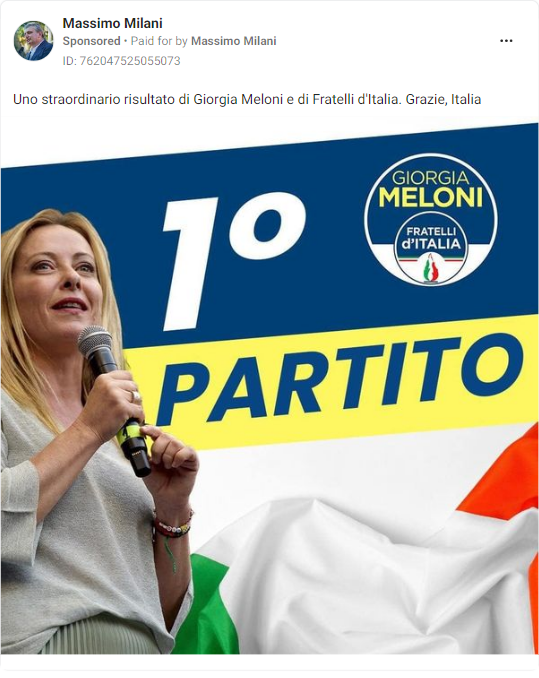 Massimo Milani
Sponsored • Paid for by Massimo Milani
ID: 762047525055073
Uno straordinario risultato di Giorgia Meloni e di Fratelli d'Italia. Grazie, Italia
1º
GIORGIA
MELONI
FRATELLI
d'ITALIA
PARTITO